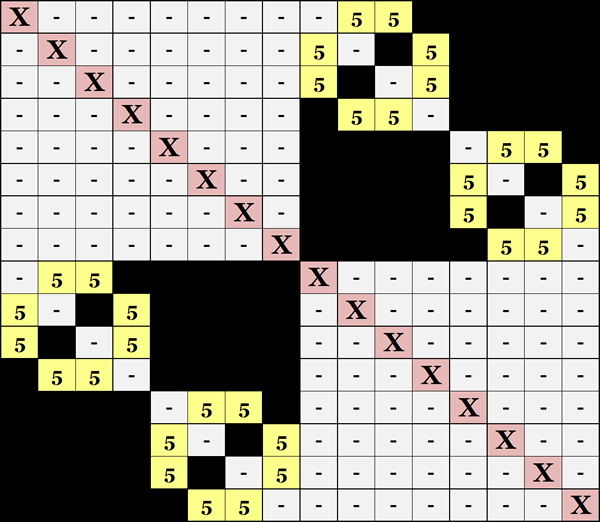 X - - - - - - - - 5 5
- X - - - - - - 5 - 5
- - X - - - - - 5 - 5
- - - X - - - - 5 5 -
- - - - X - - - - 5 5
- - - - - X - - 5 - 5
- - - - - - X - 5 - 5
- - - - - - - X 5 5 -
- 5 5 X - - - - - - -
5 - 5 - X - - - - - -
5 - 5 - - X - - - - -
5 5 - - - - X - - - -
- 5 5 - - - - X - - -
5 - 5 - - - - - X - -
5 - 5 - - - - - - X -
5 5 - - - - - - - - X